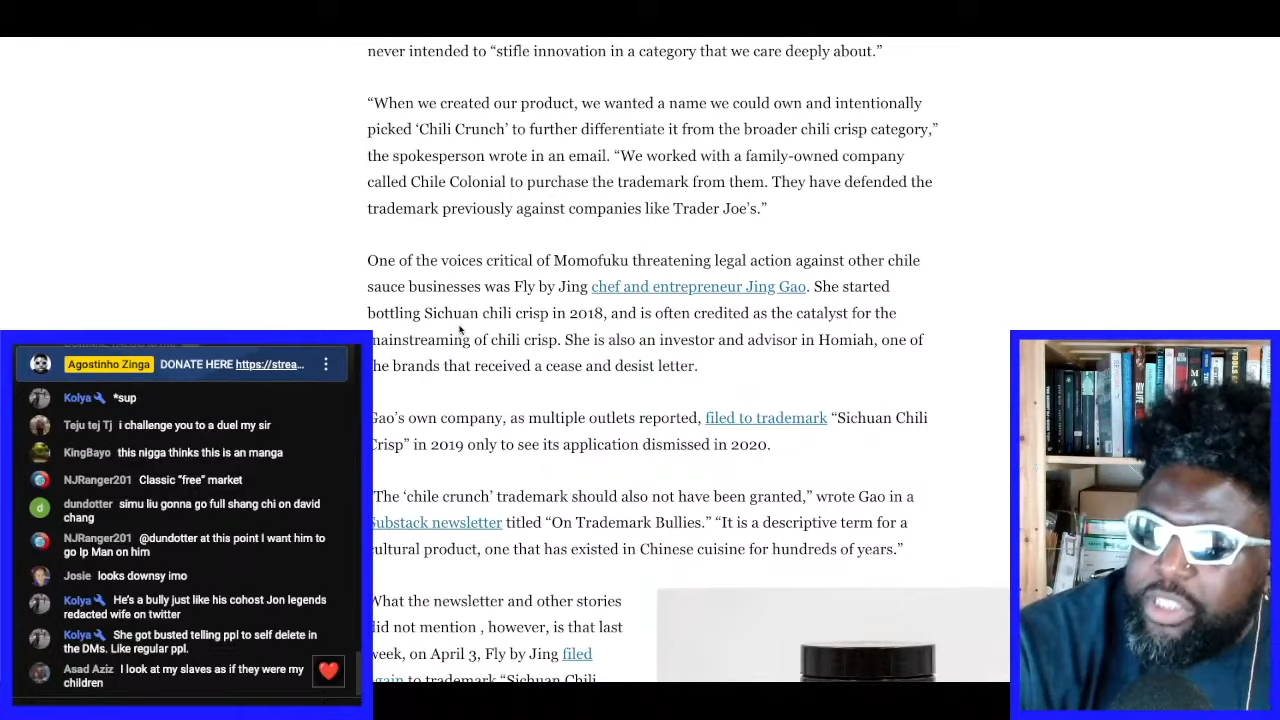 never intended to “stifle innovation in a category that we care deeply about.”
“When we created our product, we wanted a name we could own and intentionally
picked ‘Chili Crunch’ to further differentiate it from the broader chili crisp category,”
the spokesperson wrote in an email. “We worked with a family-owned company
called Chile Colonial to purchase the trademark from them. They have defended the
trademark previously against companies like Trader Joe’s.”
One of the voices critical of Momofuku threatening legal action against other chile
sauce businesses was Fly by Jing chef and entrepreneur Jing Gao. She started
bottling Sichuan chili crisp in 2018, and is often credited as the catalyst for the
mainstreaming of chili crisp. She is also an investor and advisor in Homiah, one of
the brands that received a cease and desist letter.
Gao’s own company, as multiple outlets reported, filed to trademark “Sichuan Chili
Crisp” in 2019 only to see its application dismissed in 2020.
“The ‘chile crunch’ trademark should also not have been granted,” wrote Gao in a
Substack newsletter titled “On Trademark Bullies.” “It is a descriptive term for a
cultural product, one that has existed in Chinese cuisine for hundreds of years.”
What the newsletter and other stories
did not mention , however, is that last
week, on April 3, Fly by Jing filed
again to trademark “Sichuan Chili
Agostinho Zinga DONATE HERE https://strea...
Kolya *sup
Teju tej Tj i challenge you to a duel my sir
KingBayo this nigga thinks this is an manga
NJRanger201 Classic “free” market
dundotter simu liu gonna go full shang chi on david
chang
NJRanger201 @dundotter at this point I want him to
go Ip Man on him
Josie looks downsy imo
Kolya He’s a bully just like his cohost Jon legends
redacted wife on twitter
Kolya She got busted telling ppl to self delete in
the DMs. Like regular ppl.
Asad Aziz I look at my slaves as if they were my
children